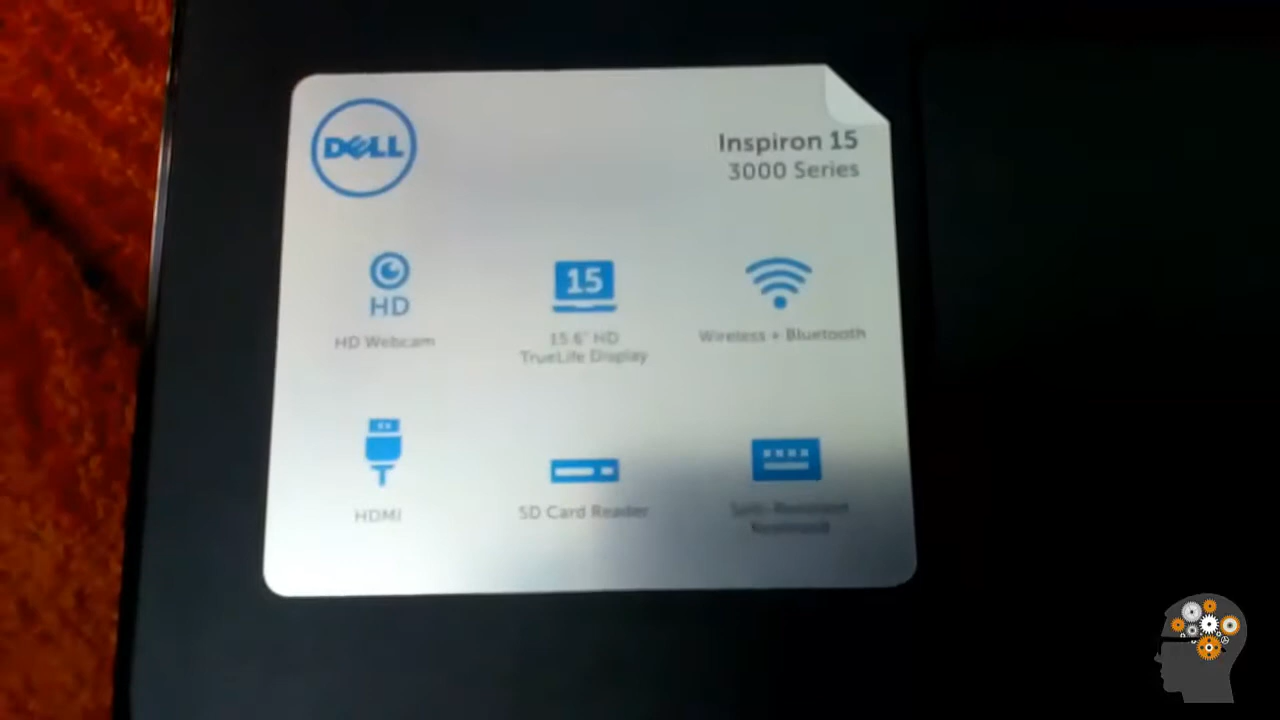 DELL
Inspiron 15
3000 Series
HD
15
HD Webcam
15.6" HD
TrueLife Display
Wireless + Bluetooth
HDMI
SD Card Reader